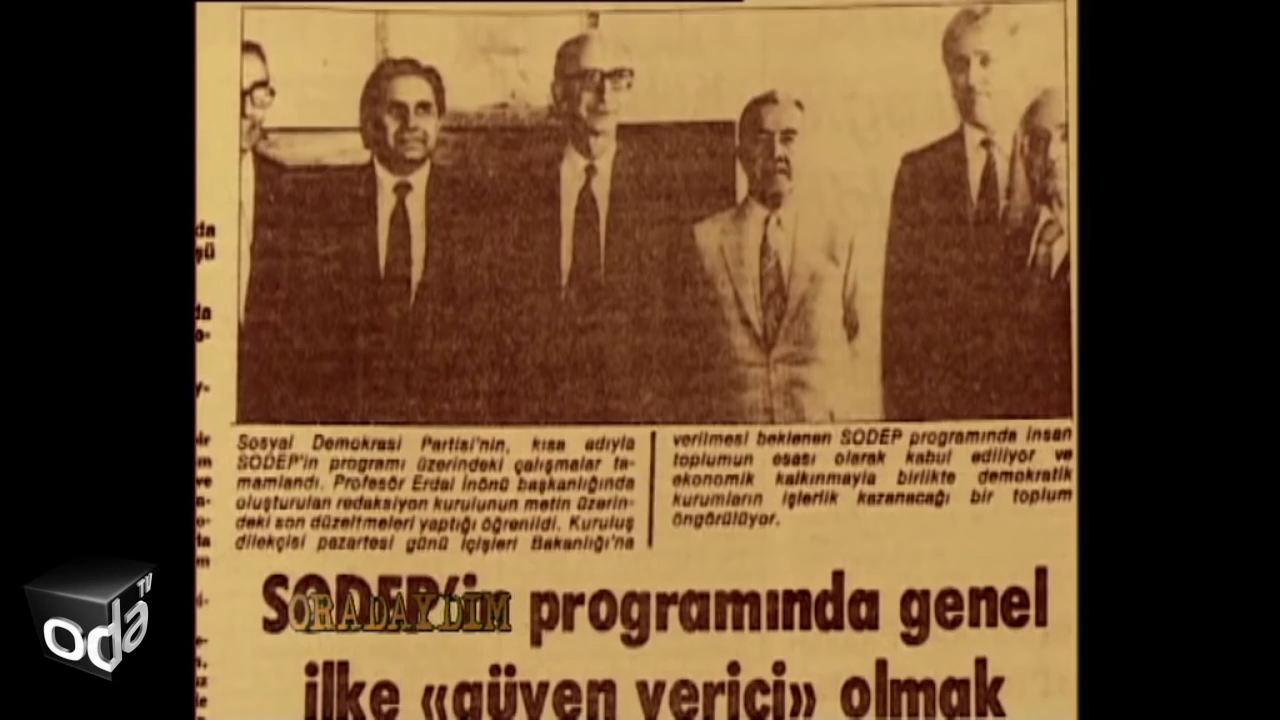 Sosyal Demokrasi Partisi'nin, kısa adıyla
SODEP'in programı üzerindeki çalışmalar ta-
mamlandı. Profesör Erdal İnönü başkanlığında
oluşturulan redaksiyon kurulunun metin üzerin-
deki son düzeltmeleri yaptığı öğrenildi. Kuruluş
dilekçisi pazartesi günü İçişleri Bakanlığı'na
verilmesi beklenen SODEP programında insan
toplumun esası olarak kabul ediliyor ve
ekonomik kalkınmayla birlikte demokratik
kurumların işlerlik kazanacağı bir toplum
öngörülüyor.
SODEP'in programında genel
ilke «güven verici» olmak
ORADAYDIM
oda TV